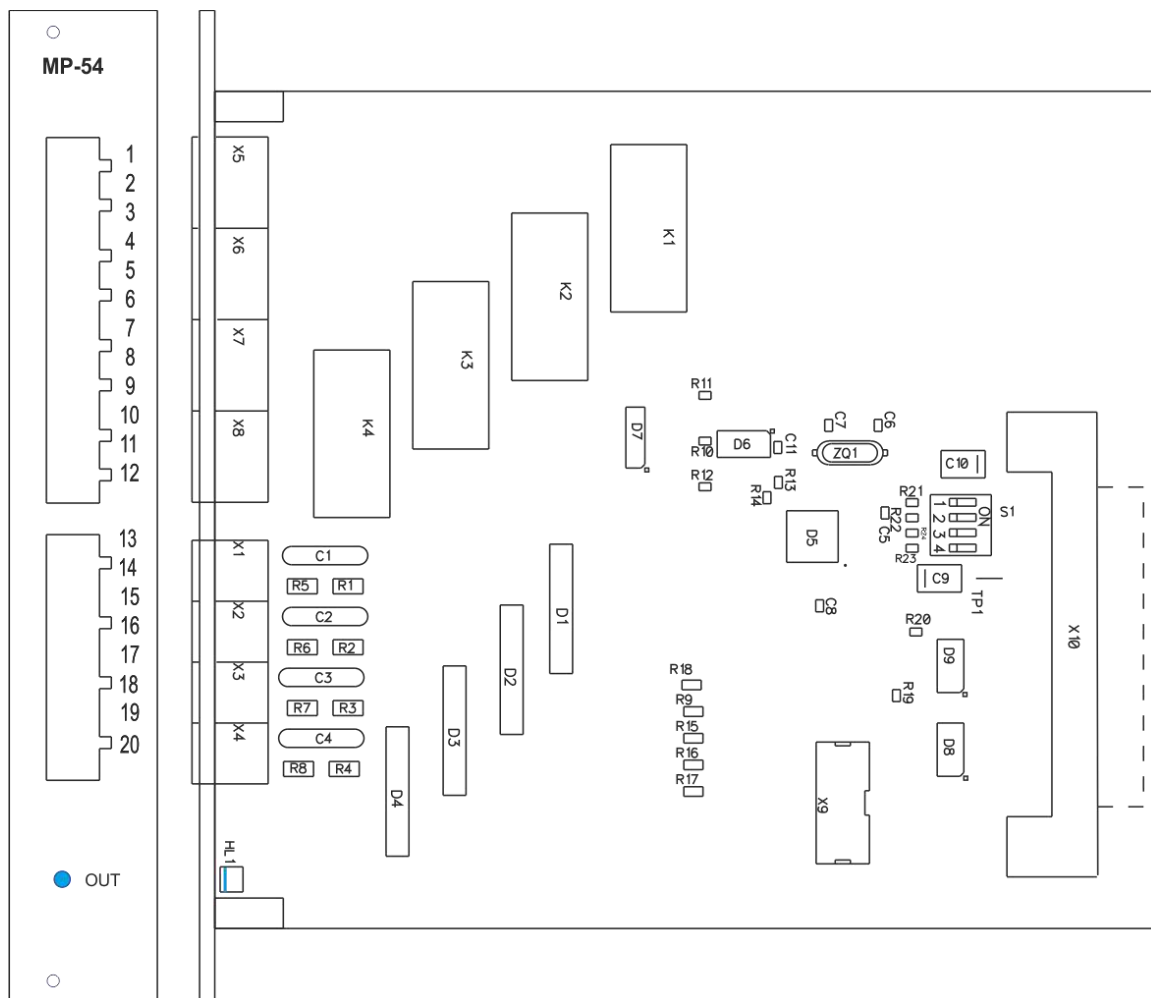 MP-54
1
2
3
4
5
6
7
8
9
10
11
12
13
14
15
16
17
18
19
20
OUT
X5
X6
X7
X8
X1
X2
X3
X4
HL1
K1
K2
K3
K4
C1
R5 R1
C2
R6 R2
C3
R7 R3
C4
R8 R4
D1
D2
D3
D4
D7
R11
R10
R12
D6
C11
R13
R14
C7
C6
ZQ1
C10
D5
C5
R21
R22
R24
R23
1
2
3
4
ON
S1
C9
TP1
C8
R20
D9
R19
D8
R18
R9
R15
R16
R17
X9
X10